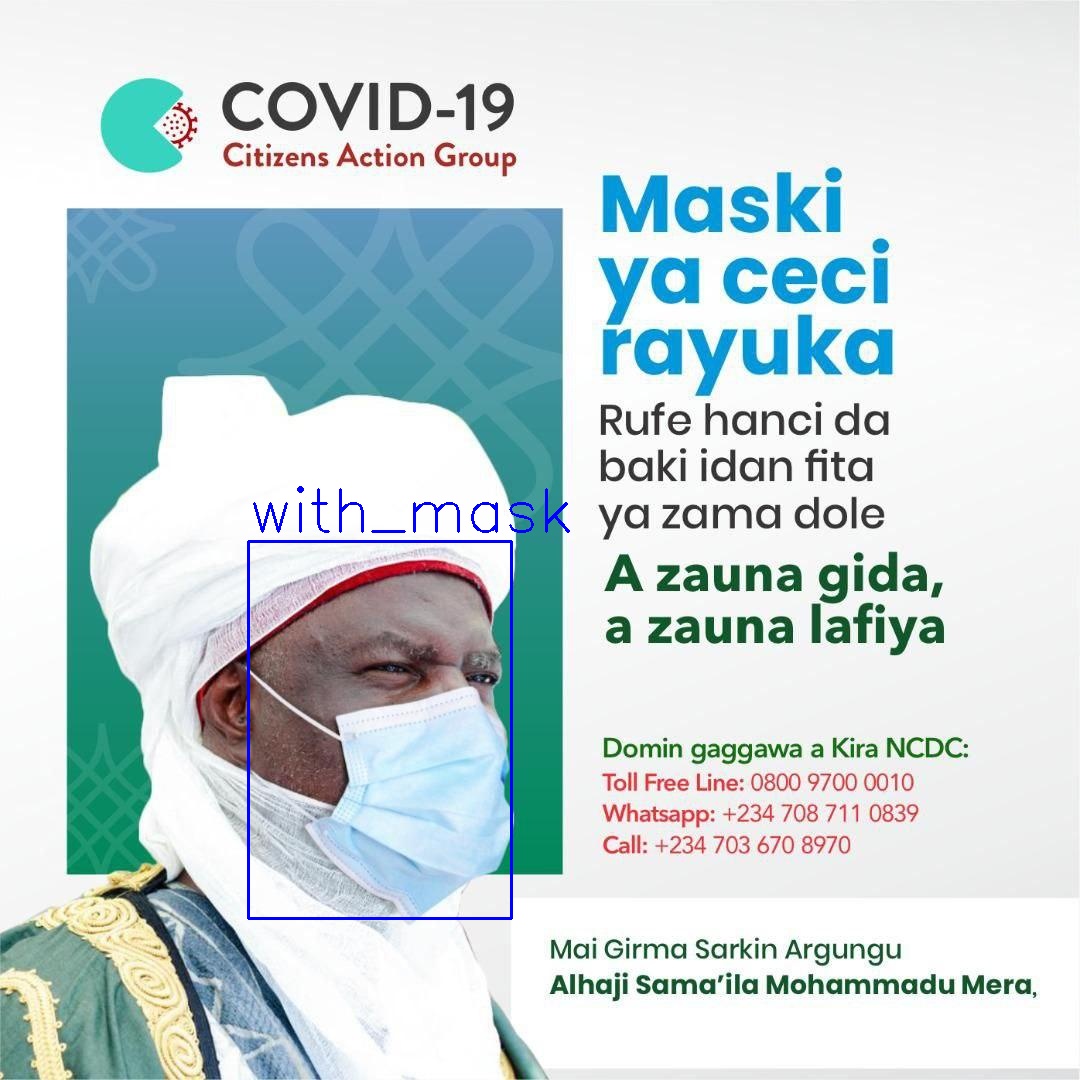 COVID-19
Citizens Action Group
Maski
ya ceci
rayuka
Rufe hanci da
baki idan fita
ya zama dole
with_mask
A zauna gida,
a zauna lafiya
Domin gaggawa a Kira NCDC:
Toll Free Line: 0800 9700 0010
Whatsapp: +234 708 711 0839
Call: +234 703 670 8970
Mai Girma Sarkin Argungu
Alhaji Sama’ila Mohammadu Mera,